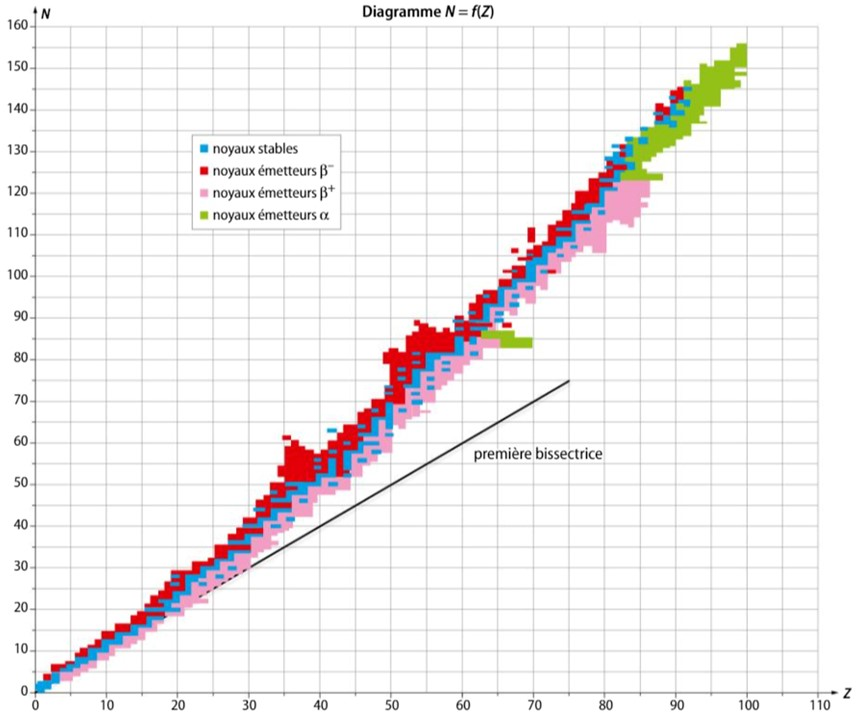 Diagramme N = f(Z)
N
160
150
140
130
120
110
100
90
80
70
60
50
40
30
20
10
0
noyaux stables
noyaux émetteurs β⁻
noyaux émetteurs β⁺
noyaux émetteurs α
première bissectrice
0 10 20 30 40 50 60 70 80 90 100 110 Z